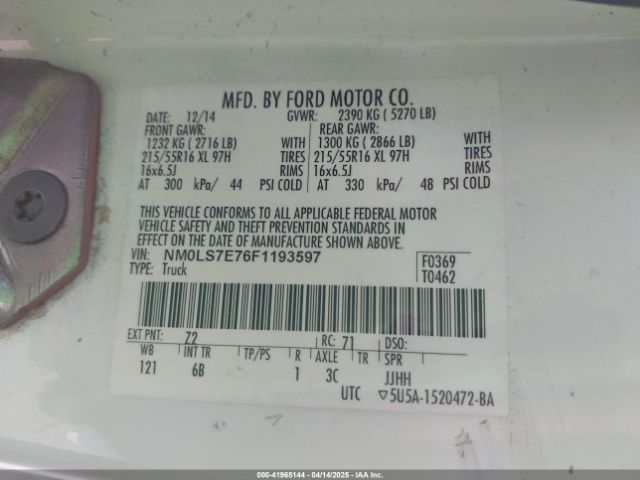 MFD. BY FORD MOTOR CO.
DATE: 12/14 GVWR: 2390 KG ( 5270 LB)
FRONT GAWR: REAR GAWR:
1232 KG ( 2716 LB) WITH 1300 KG ( 2866 LB) WITH
215/55R16 XL 97H TIRES 215/55R16 XL 97H TIRES
16x6.5J RIMS 16x6.5J RIMS
AT 300 kPa/ 44 PSI COLD AT 330 kPa/ 48 PSI COLD
THIS VEHICLE CONFORMS TO ALL APPLICABLE FEDERAL MOTOR
VEHICLE SAFETY AND THEFT PREVENTION STANDARDS IN
EFFECT ON THE DATE OF MANUFACTURE SHOWN ABOVE.
VIN: NM0LS7E76F1193597 F0369
TYPE: Truck T0462
EXT PNT: 72 RC: 71 DSO:
WB INT TR TP/PS R AXLE TR SPR
121 6B 1 3C JJHH
UTC ▽5U5A-1520472-BA
000-41965144 - 04/14/2025 - IAAI, Inc. Copyright